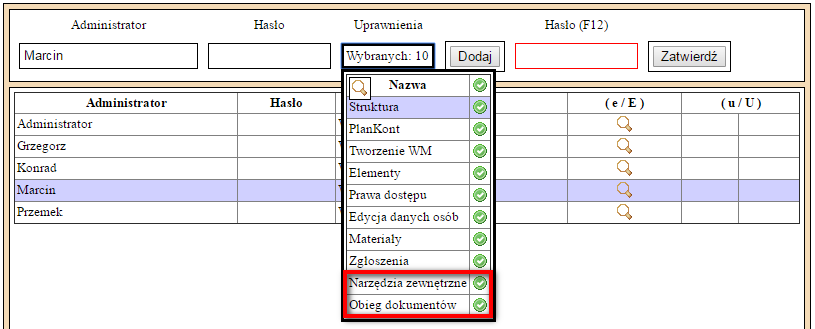 Administrator Hasło Uprawnienia Hasło (F12)
Marcin Wybranych: 10 Dodaj Zatwierdź
Administrator Hasło Nazwa ( e / E ) ( u / U )
Struktura
Administrator
PlanKont
Grzegorz
Tworzenie WM
Konrad
Elementy
Marcin
Prawa dostępu
Przemek
Edycja danych osób
Materiały
Zgłoszenia
Narzędzia zewnętrzne
Obieg dokumentów